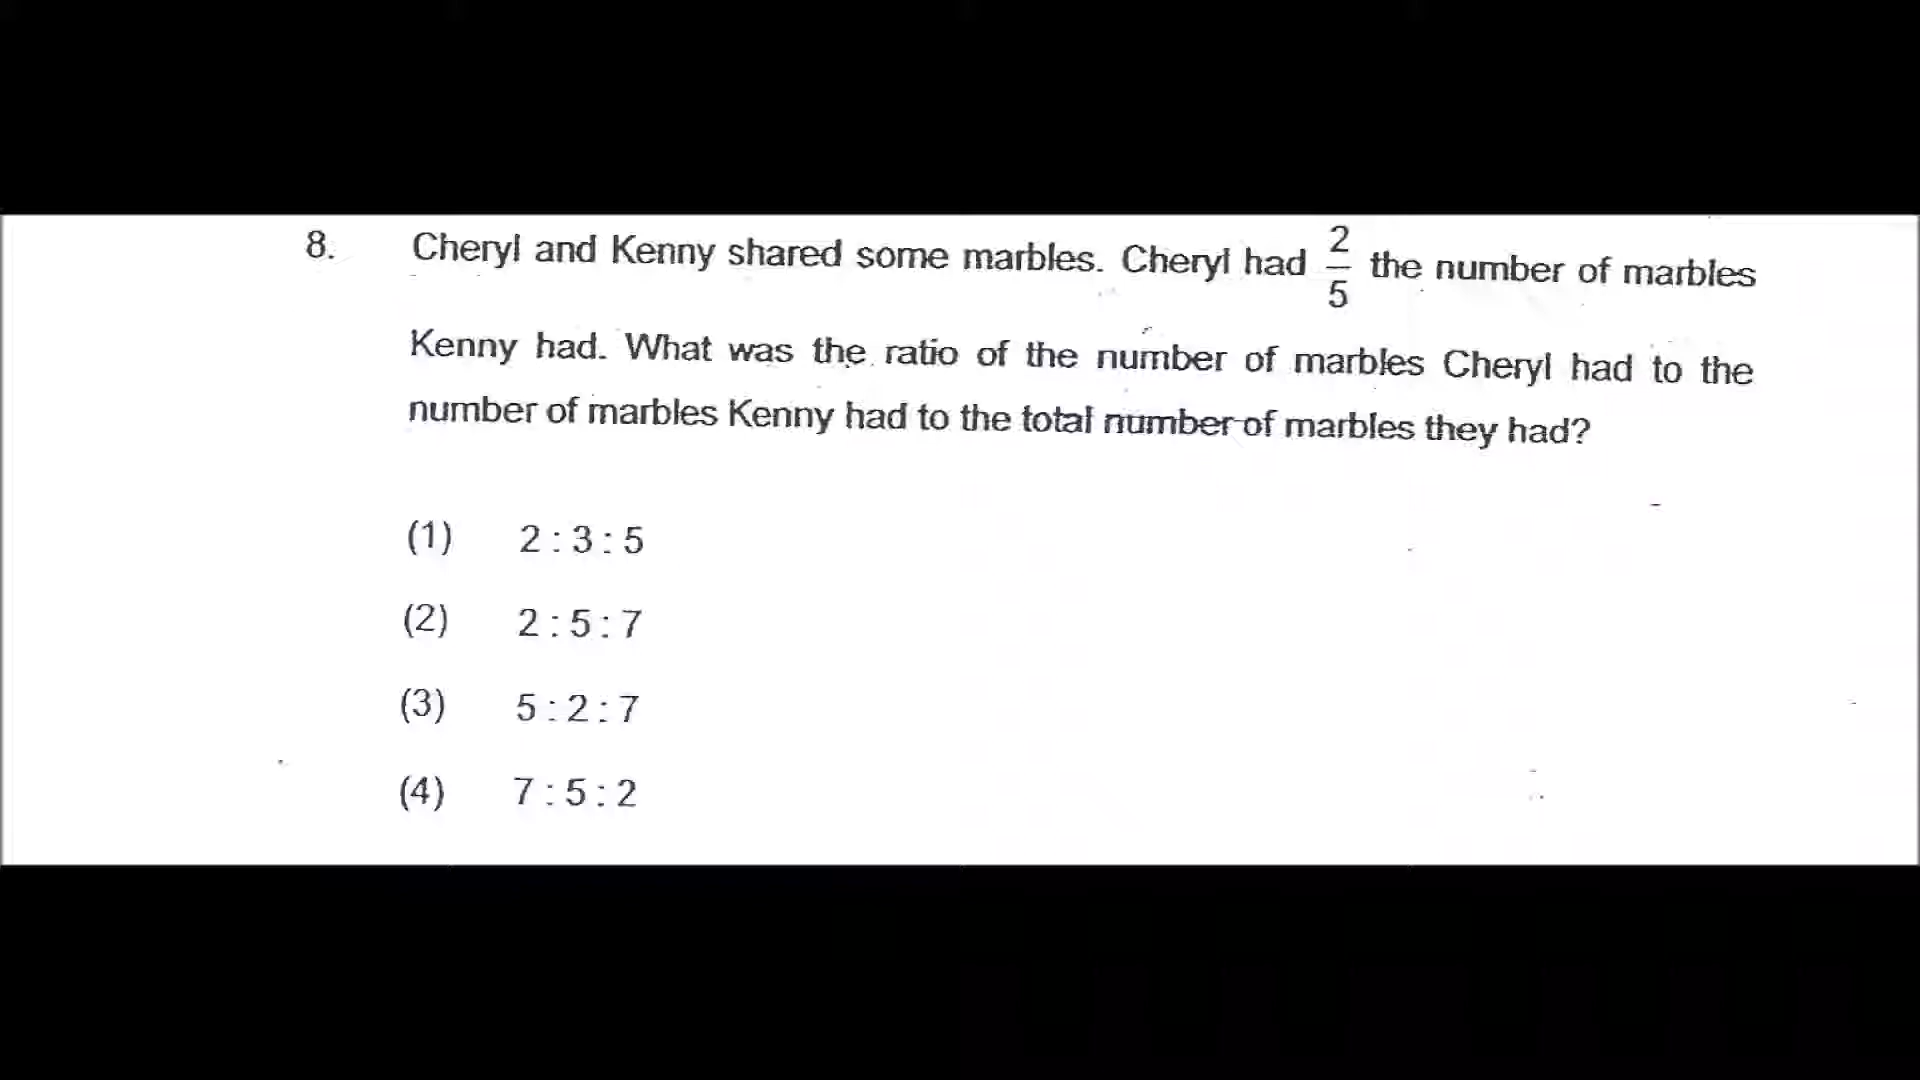 8. Cheryl and Kenny shared some marbles. Cheryl had 2/5 the number of marbles
Kenny had. What was the ratio of the number of marbles Cheryl had to the
number of marbles Kenny had to the total number of marbles they had?
(1) 2 : 3 : 5
(2) 2 : 5 : 7
(3) 5 : 2 : 7
(4) 7 : 5 : 2